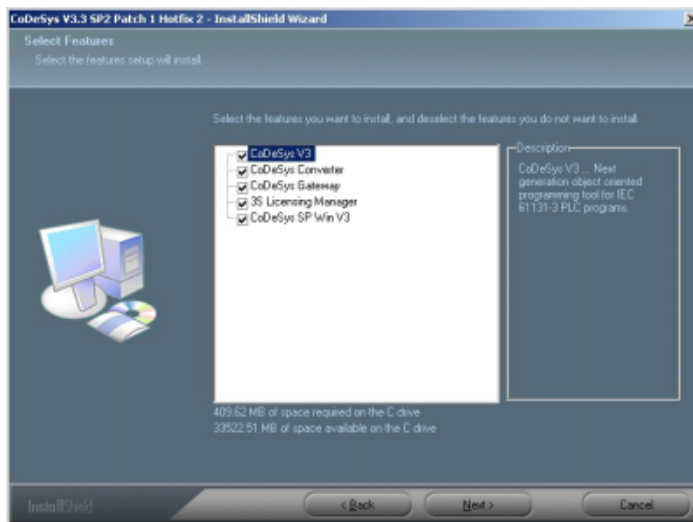 CoDeSys V3.3 SP2 Patch 1 Hotfix 2 - InstallShield Wizard
Select Features
Select the features setup will install.
Select the features you want to install, and deselect the features you do not want to install.
CoDeSys V3
CoDeSys Converter
CoDeSys Gateway
3S Licensing Manager
CoDeSys SP Win V3
Description
CoDeSys V3 ... Next
generation object oriented
programming tool for IEC
61131-3 PLC programs.
409.62 MB of space required on the C drive
33522.51 MB of space available on the C drive
InstallShield
< Back
Next >
Cancel